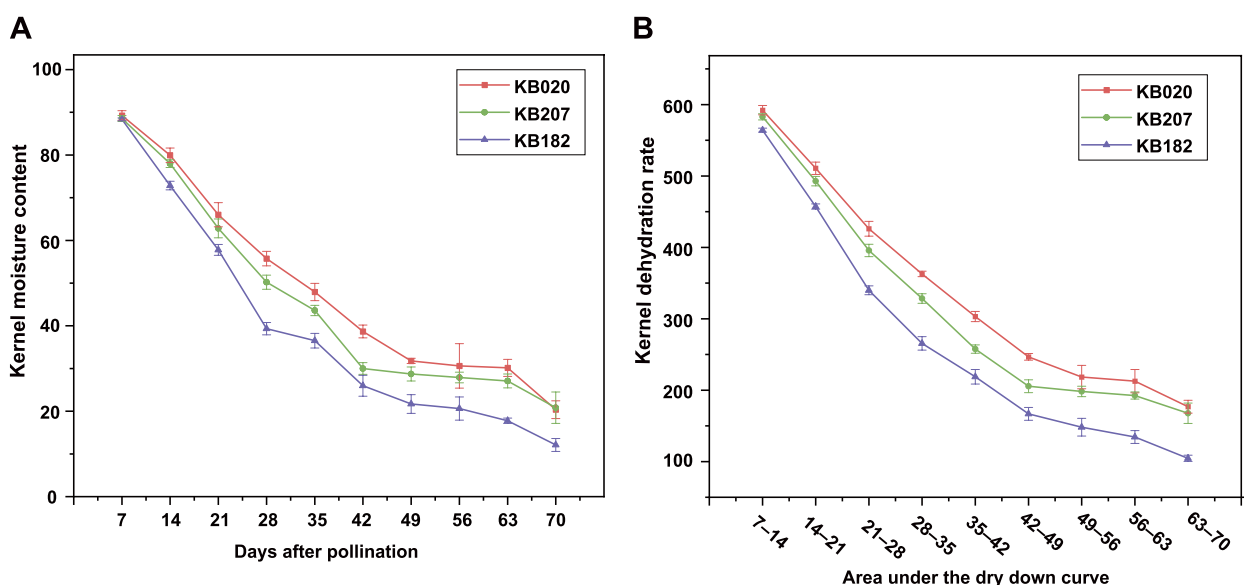 A
Kernel moisture content
100
80
60
40
20
0
KB020
KB207
KB182
7 14 21 28 35 42 49 56 63 70
Days after pollination
B
Kernel dehydration rate
600
500
400
300
200
100
KB020
KB207
KB182
7–14 14–21 21–28 28–35 35–42 42–49 49–56 56–63 63–70
Area under the dry down curve